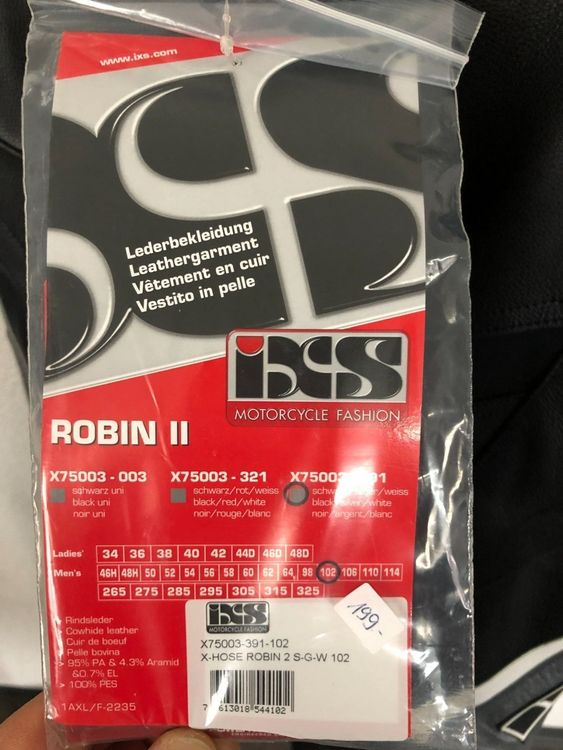 www.ixs.com
Lederbekleidung
Leathergarment
Vêtement en cuir
Vestito in pelle
iXS
MOTORCYCLE FASHION
ROBIN II
X75003 - 003
schwarz uni
black uni
noir uni
X75003 - 321
schwarz/rot/weiss
black/red/white
noir/rouge/blanc
noir/argent/blanc
Ladies' 34 36 38 40 42 44D 46D 48D
Men's 46H 48H 50 52 54 56 58 60 62 64 98 102 106 110 114
265 275 285 295 305 315 325
> Rindsleder
> Cowhide leather
> Cuir de boeuf
> Pelle bovina
> 95% PA & 4.3% Aramid
&0.7% EL
> 100% PES
1AXL/F-2235
iXS
MOTORCYCLE FASHION
X75003-391-102
X-HOSE ROBIN 2 S-G-W 102
613018 544102
199.-